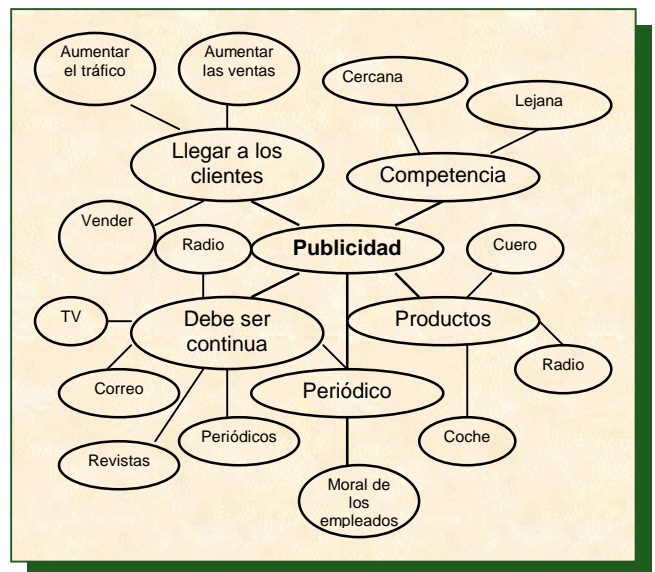 Aumentar
el tráfico
Aumentar
las ventas
Cercana
Lejana
Llegar a los
clientes
Competencia
Vender
Radio
Publicidad
Cuero
TV
Debe ser
continua
Productos
Radio
Correo
Periódico
Revistas
Periódicos
Coche
Moral de
los
empleados